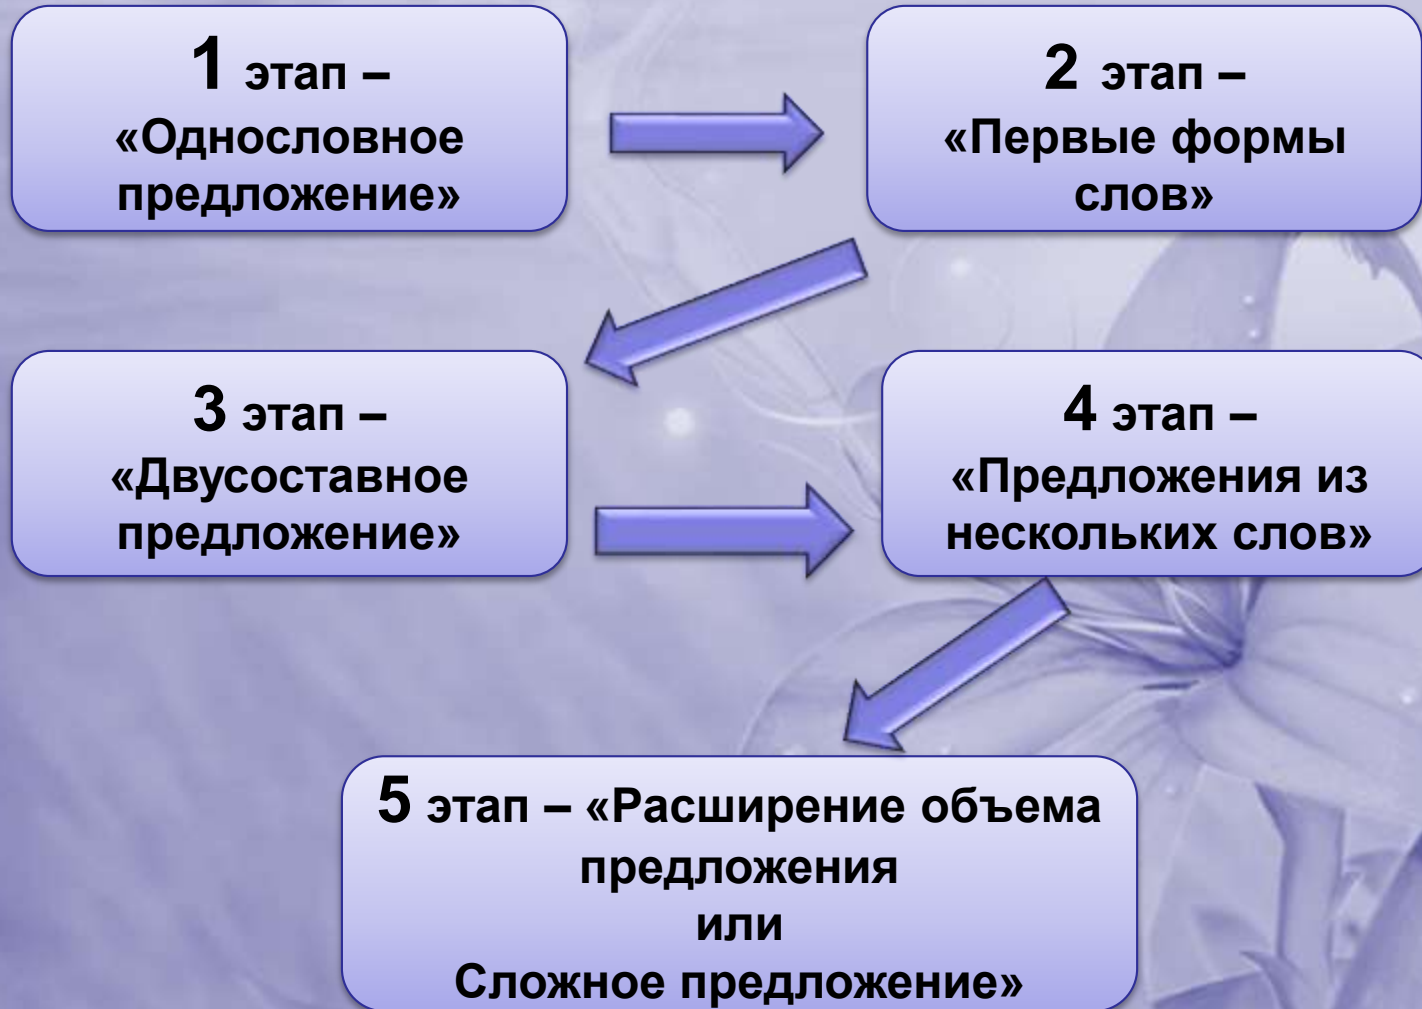 1 этап –
«Однословное
предложение»
2 этап –
«Первые формы
слов»
3 этап –
«Двусоставное
предложение»
4 этап –
«Предложения из
нескольких слов»
5 этап – «Расширение объема
предложения
или
Сложное предложение»